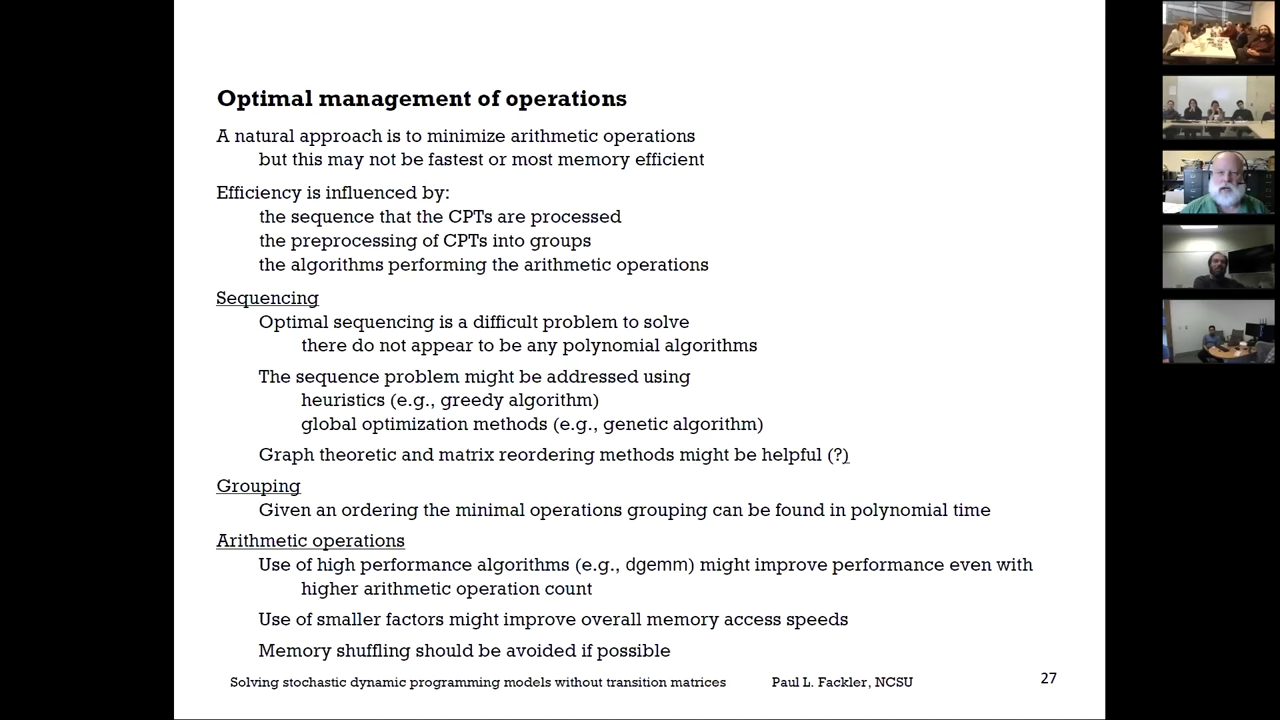 Optimal management of operations
A natural approach is to minimize arithmetic operations
but this may not be fastest or most memory efficient
Efficiency is influenced by:
the sequence that the CPTs are processed
the preprocessing of CPTs into groups
the algorithms performing the arithmetic operations
Sequencing
Optimal sequencing is a difficult problem to solve
there do not appear to be any polynomial algorithms
The sequence problem might be addressed using
heuristics (e.g., greedy algorithm)
global optimization methods (e.g., genetic algorithm)
Graph theoretic and matrix reordering methods might be helpful (?)
Grouping
Given an ordering the minimal operations grouping can be found in polynomial time
Arithmetic operations
Use of high performance algorithms (e.g., dgemm) might improve performance even with
higher arithmetic operation count
Use of smaller factors might improve overall memory access speeds
Memory shuffling should be avoided if possible
Solving stochastic dynamic programming models without transition matrices Paul L. Fackler, NCSU 27